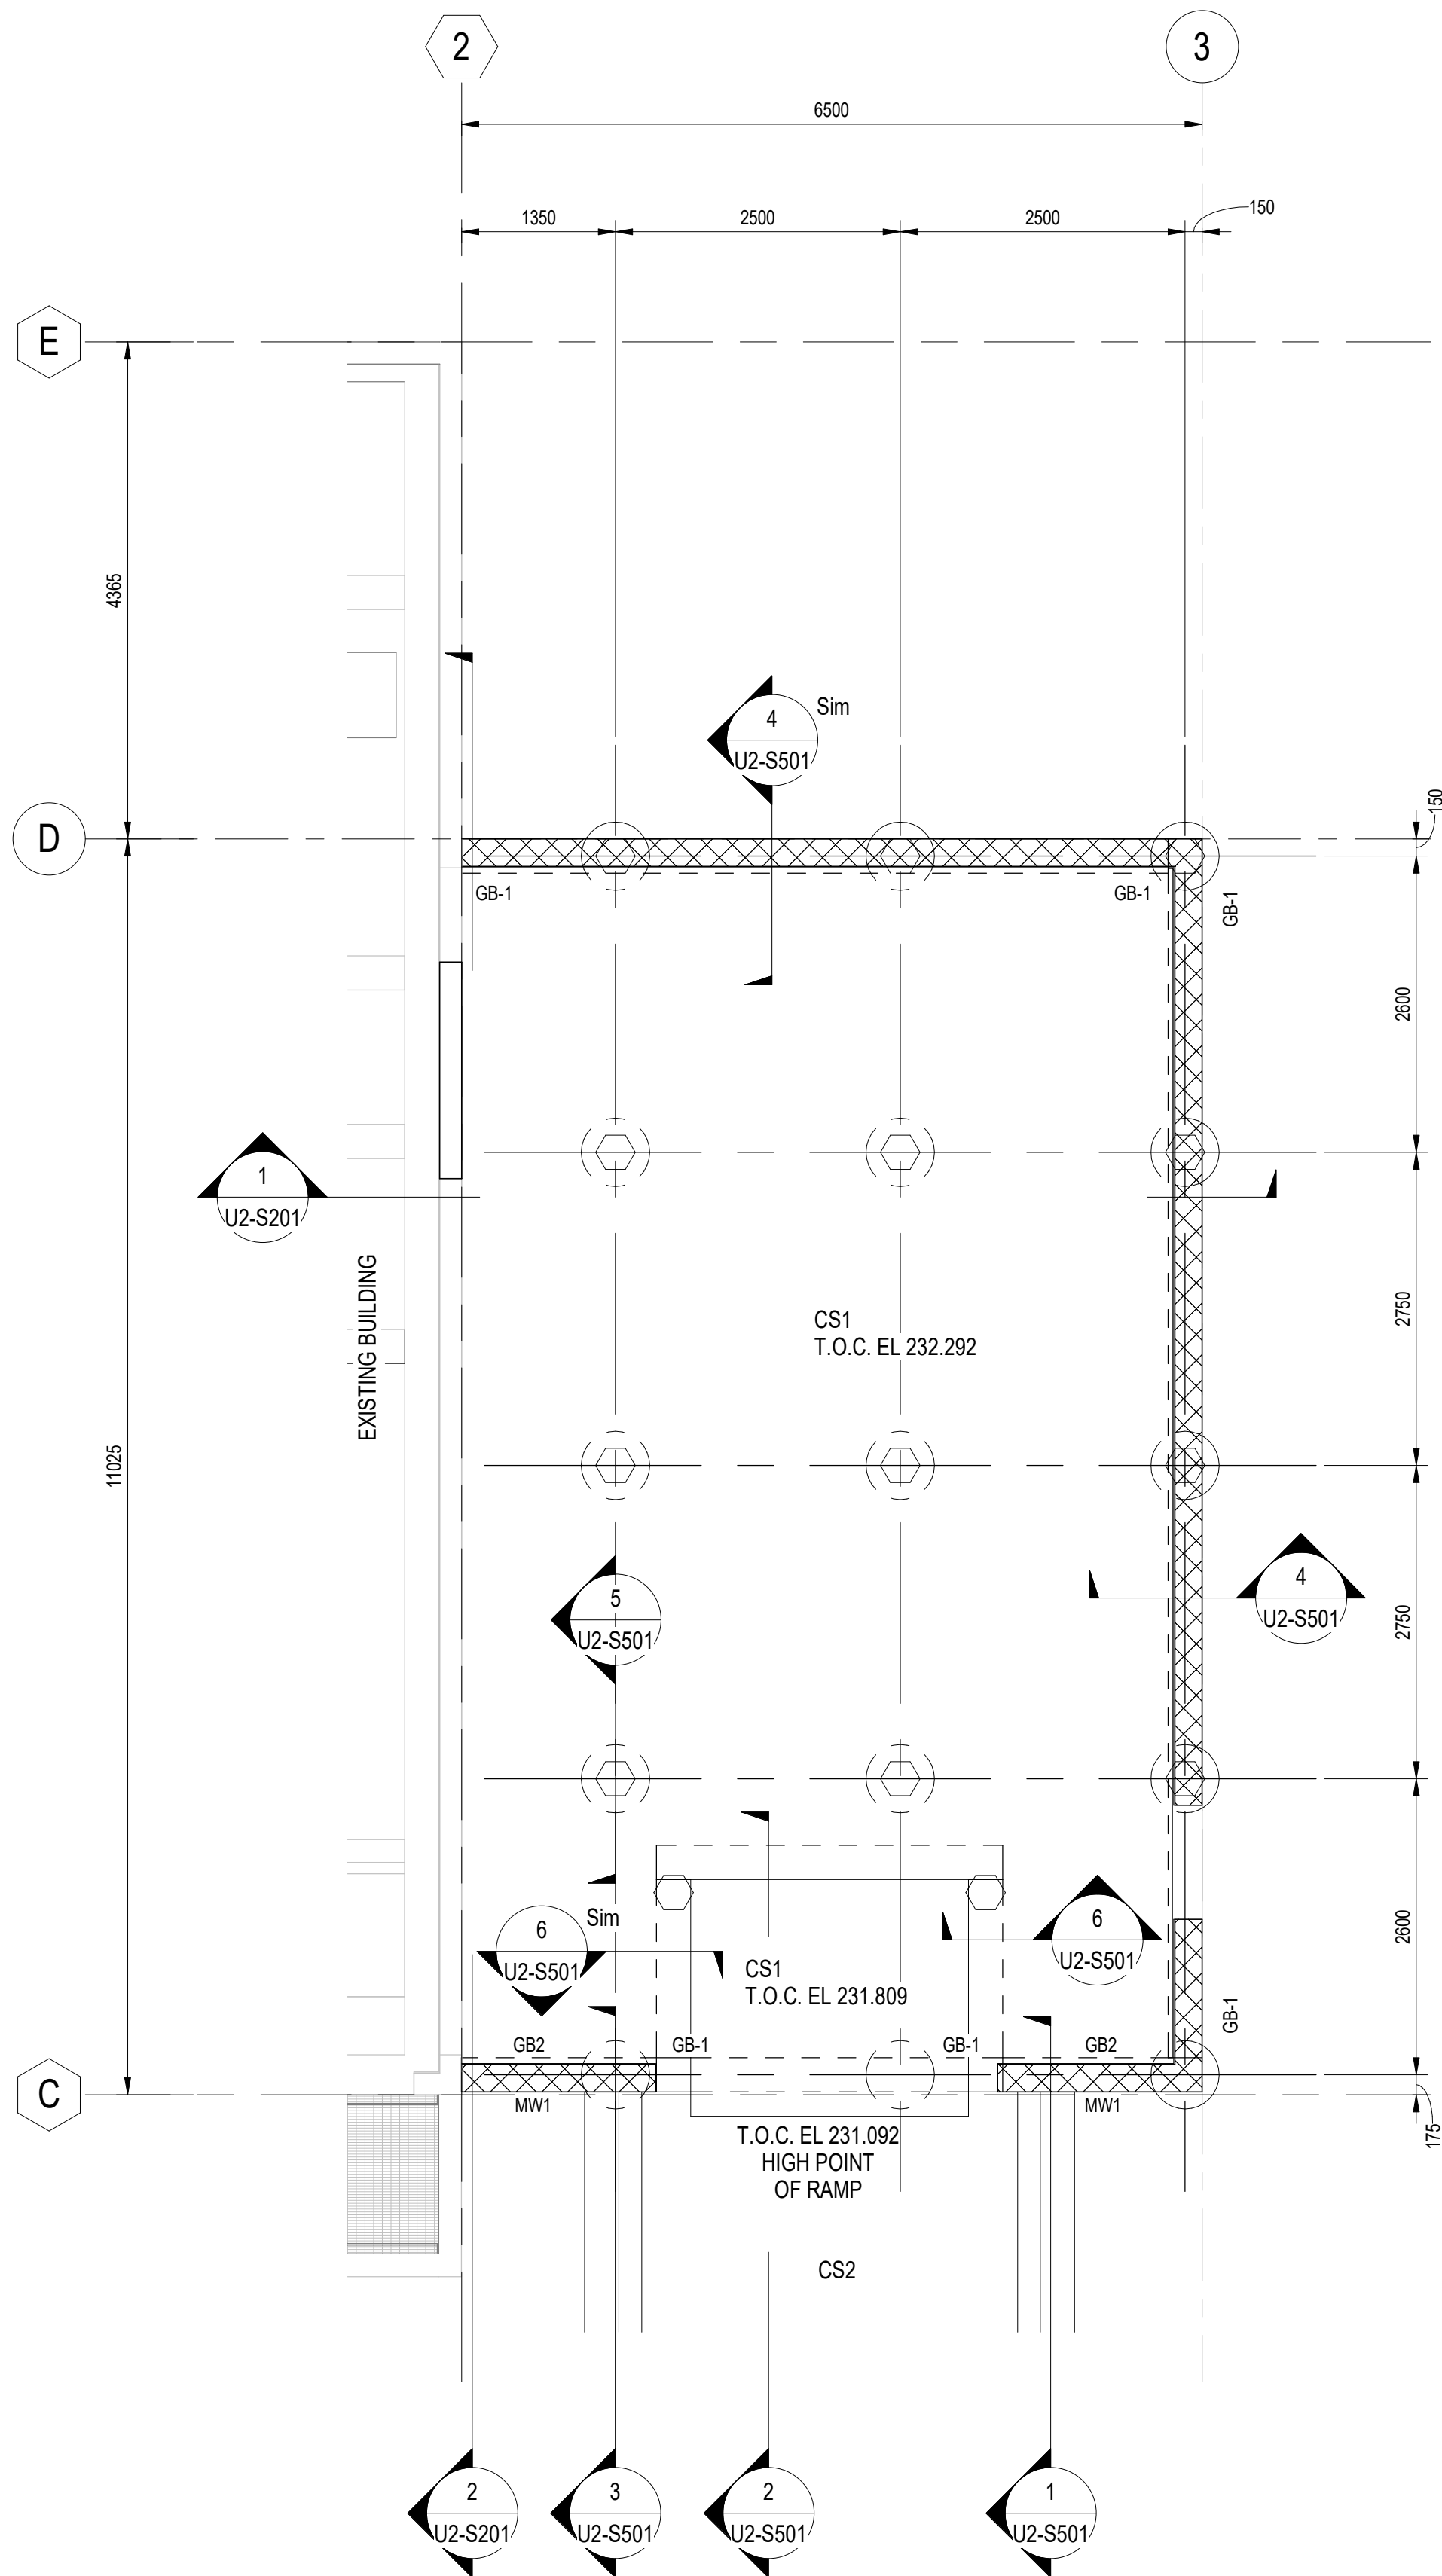 2
3
6500
1350
2500
2500
150
E
4365
4
Sim
U2-S501
150
D
GB-1
GB-1
GB-1
2600
1
U2-S201
EXISTING BUILDING
2750
CS1
T.O.C. EL 232.292
11025
5
U2-S501
4
U2-S501
2750
6
Sim
U2-S501
6
U2-S501
2600
CS1
T.O.C. EL 231.809
GB-1
GB2
GB-1
GB-1
GB2
C
MW1
MW1
175
T.O.C. EL 231.092
HIGH POINT
OF RAMP
CS2
2
U2-S201
3
U2-S501
2
U2-S501
1
U2-S501